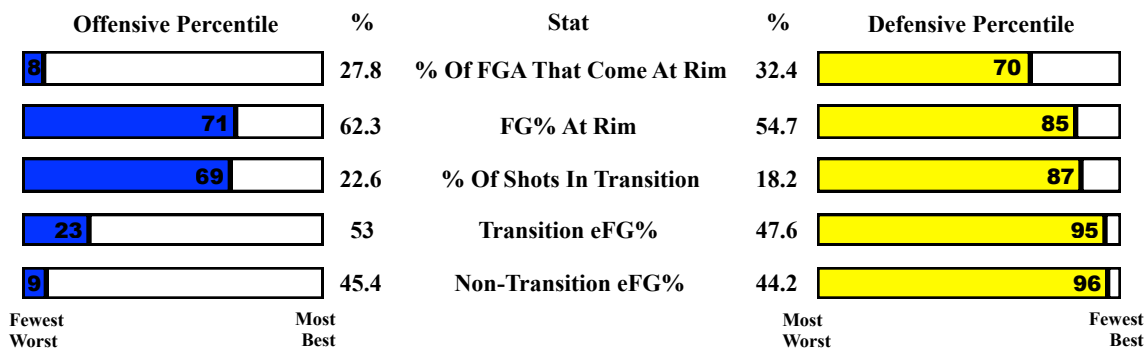 Offensive Percentile % Stat % Defensive Percentile
8 27.8 % Of FGA That Come At Rim 32.4 70
71 62.3 FG% At Rim 54.7 85
69 22.6 % Of Shots In Transition 18.2 87
23 53 Transition eFG% 47.6 95
9 45.4 Non-Transition eFG% 44.2 96
Fewest Most Most Fewest
Worst Best Worst Best